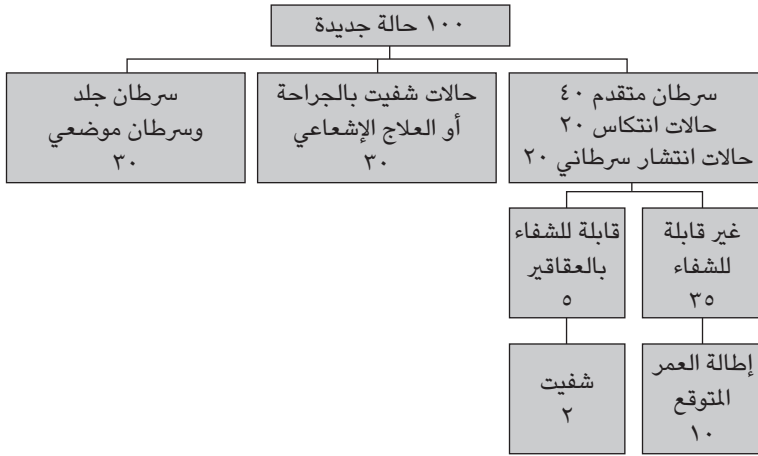 ١٠٠ حالة جديدة
سرطان متقدم ٤٠
حالات انتكاس ٢٠
حالات انتشار سرطاني ٢٠
حالات شفيت بالجراحة
أو العلاج الإشعاعي
٣٠
سرطان جلد
وسرطان موضعي
٣٠
غير قابلة
للشفاء
٣٥
قابلة للشفاء
بالعقاقير
٥
إطالة العمر
المتوقع
١٠
شفيت
٢